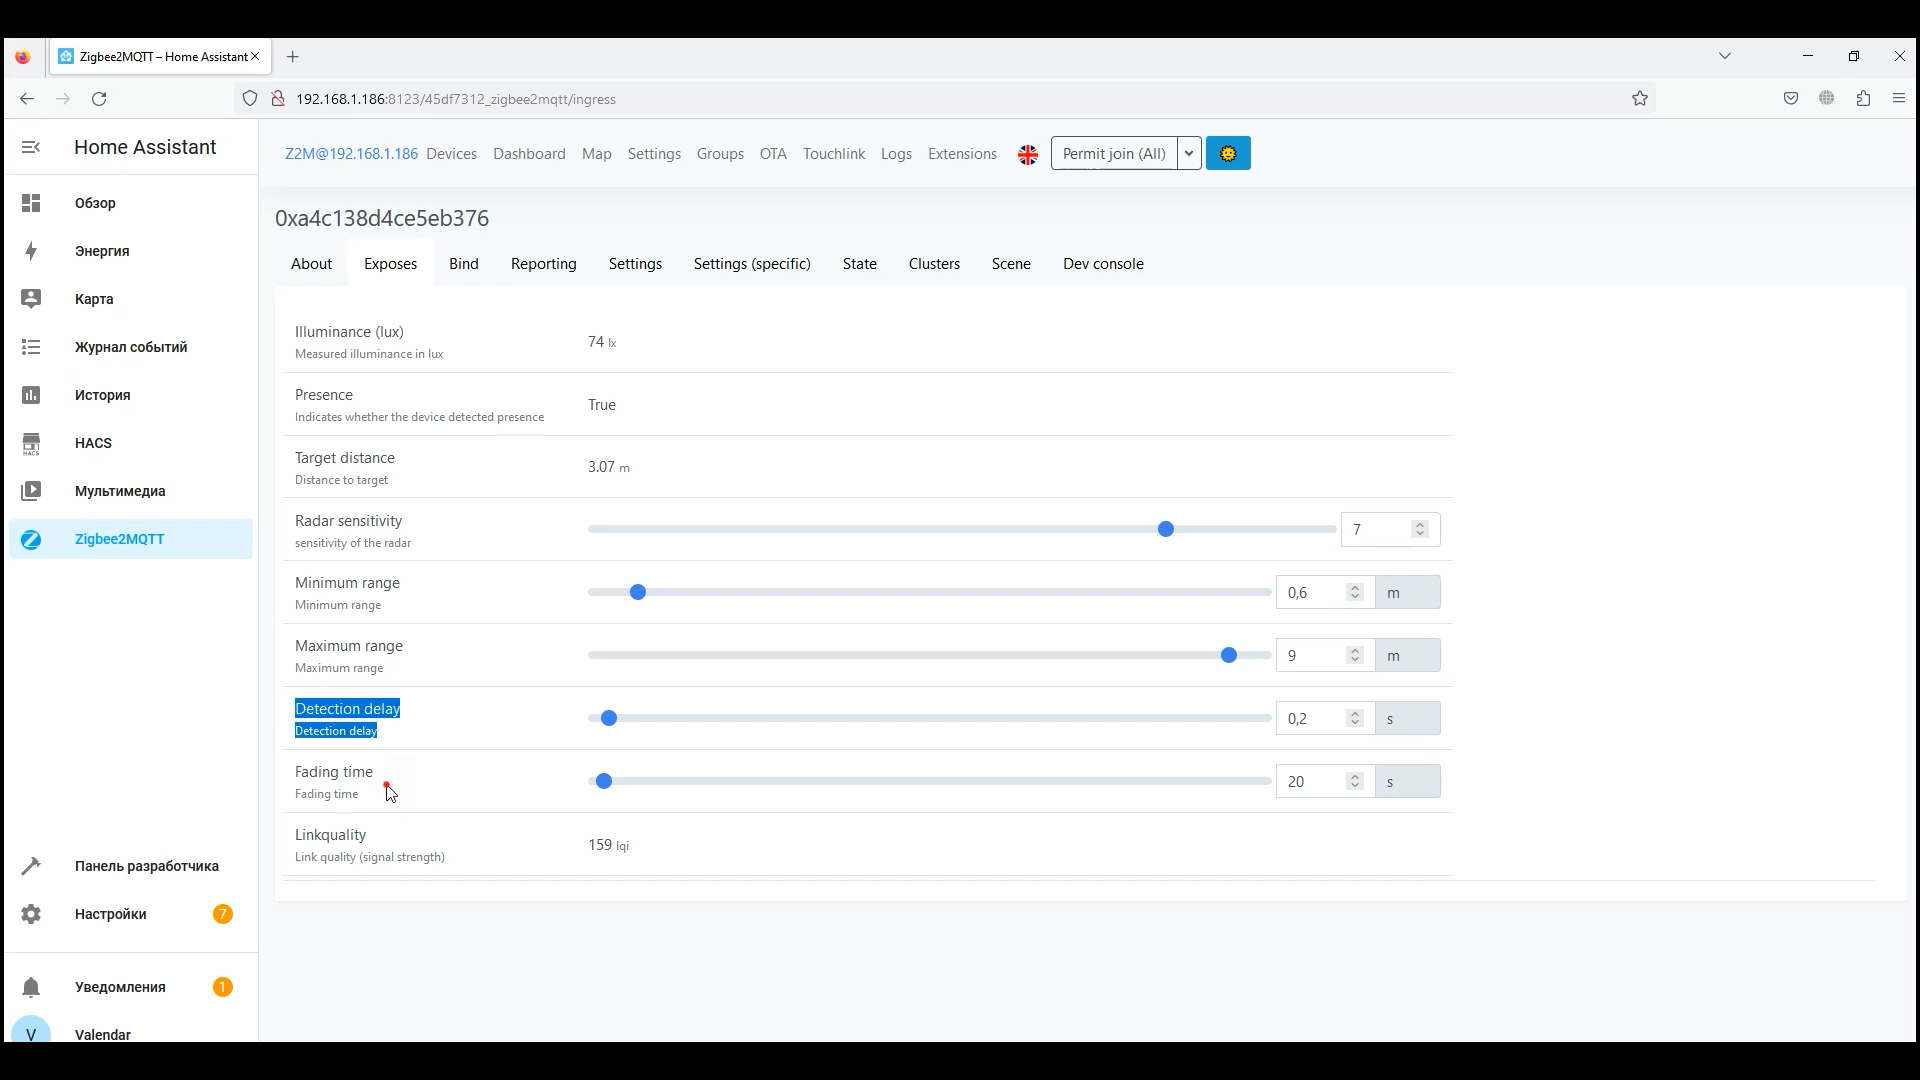 Zigbee2MQTT – Home Assistant
192.168.1.186:8123/45df7312_zigbee2mqtt/ingress
Home Assistant
Обзор
Энергия
Карта
Журнал событий
История
HACS
HACS
Мультимедиа
Zigbee2MQTT
Панель разработчика
Настройки 7
Уведомления 1
V Valendar
Z2M@192.168.1.186 Devices Dashboard Map Settings Groups OTA Touchlink Logs Extensions Permit join (All)
0xa4c138d4ce5eb376
About Exposes Bind Reporting Settings Settings (specific) State Clusters Scene Dev console
Illuminance (lux)
Measured illuminance in lux
74 lx
Presence
Indicates whether the device detected presence
True
Target distance
Distance to target
3.07 m
Radar sensitivity
sensitivity of the radar
7
Minimum range
Minimum range
0,6 m
Maximum range
Maximum range
9 m
Detection delay
Detection delay
0,2 s
Fading time
Fading time
20 s
Linkquality
Link quality (signal strength)
159 lqi